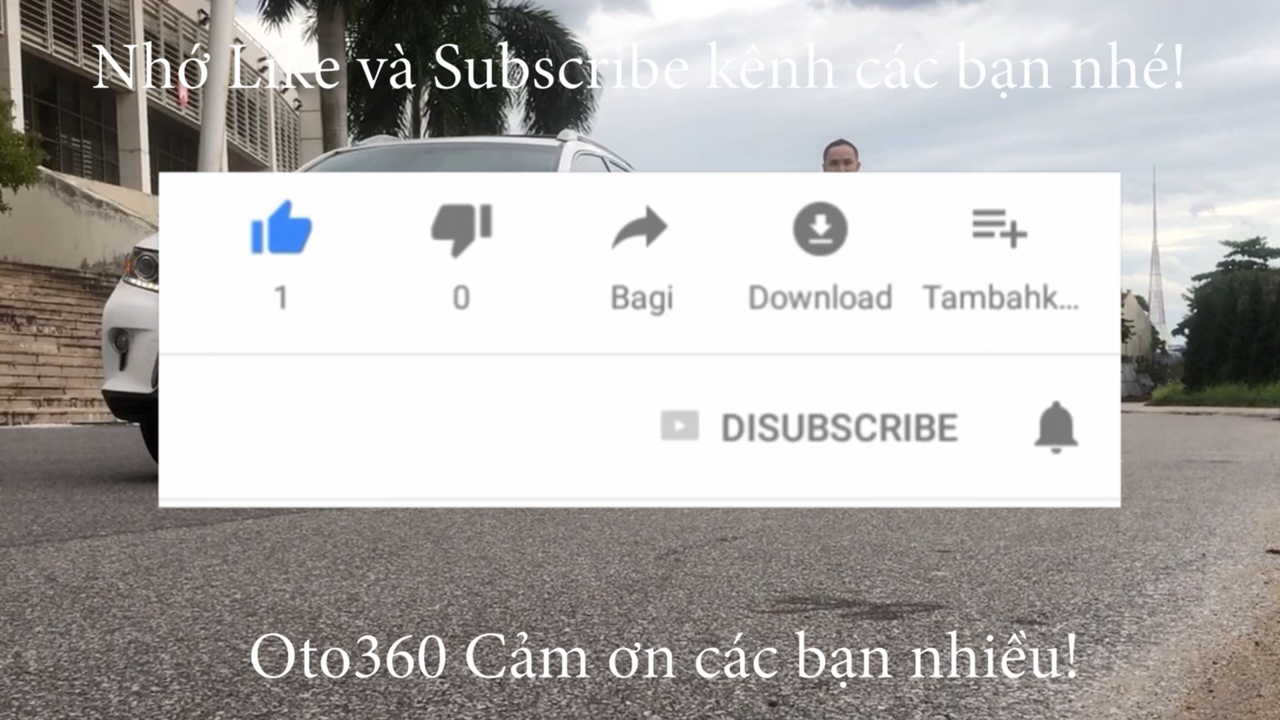 Nhớ Like và Subscribe kênh các bạn nhé!
1
0
Bagi
Download
Tambahk...
DISUBSCRIBE
Oto360 Cảm ơn các bạn nhiều!